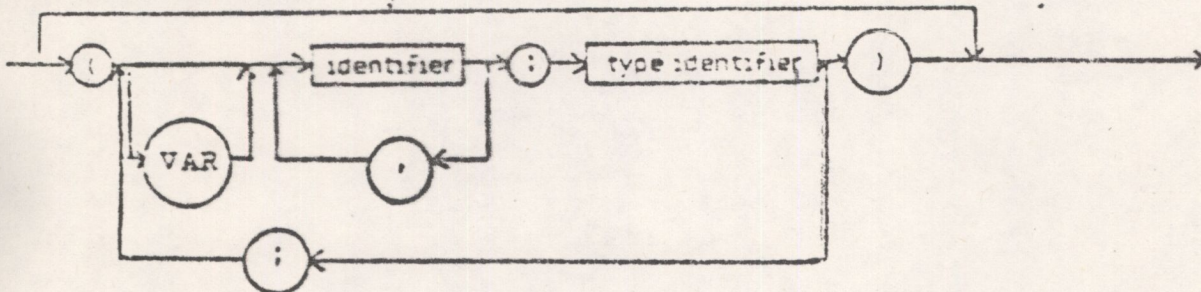 ( identifier : type identifier )
VAR ,
;